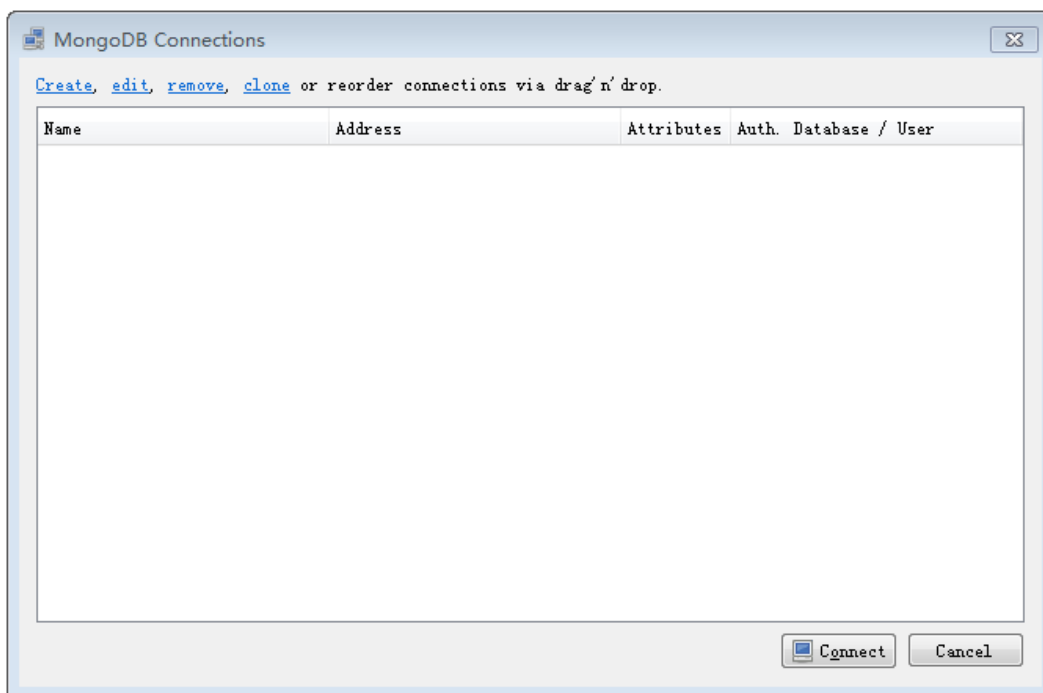 MongoDB Connections
Create, edit, remove, clone or reorder connections via drag'n'drop.
Name Address Attributes Auth. Database / User
Connect Cancel